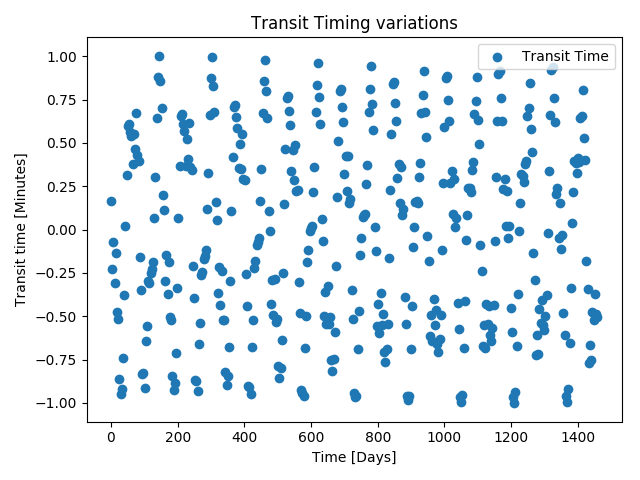 Transit Timing variations
Transit Time
1.00
0.75
0.50
0.25
0.00
−0.25
−0.50
−0.75
−1.00
Transit time [Minutes]
0 200 400 600 800 1000 1200 1400
Time [Days]